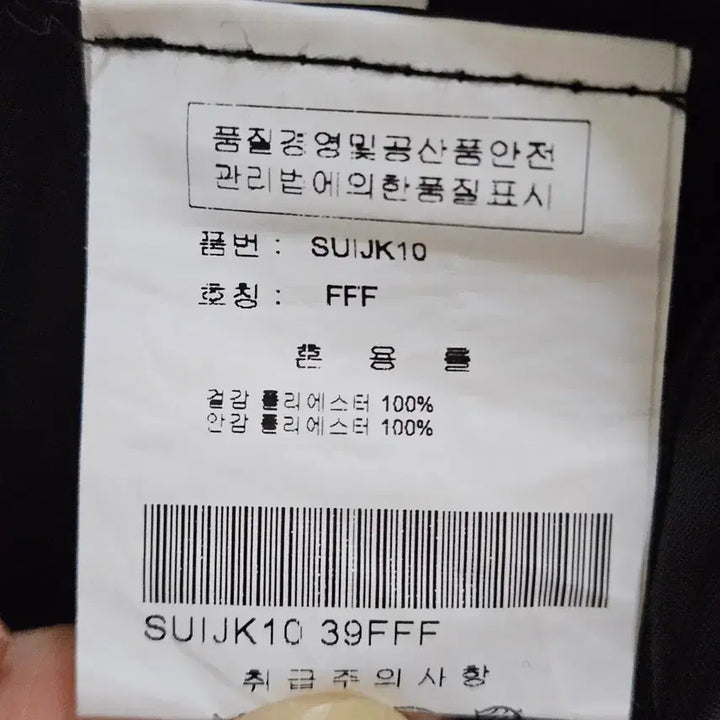 품질경영및공산품안전
관리법에의한품질표시
품번 : SUIJK10
호칭 : FFF
혼 용 률
겉감 폴리에스터 100%
안감 폴리에스터 100%
SUIJK10 39FFF
취급주의사항